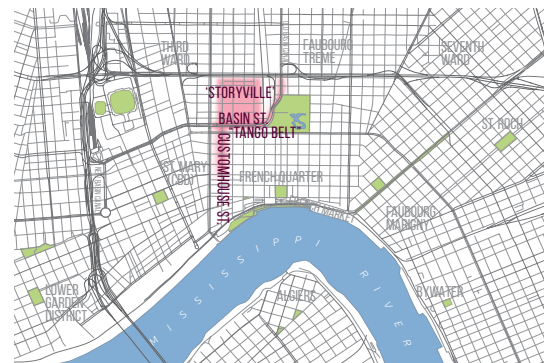 THIRD
WARD
FAUBOURG
TREME
SEVENTH
WARD
'STORYVILLE'
BASIN ST.
"TANGO BELT"
CUSTOMHOUSE ST.
ST. ROCH
ST. MARY
(CBD)
FRENCH QUARTER
FAUBOURG
MARIGNY
MISSISSIPPI RIVER
LOWER
GARDEN
DISTRICT
ALGIERS
BYWATER